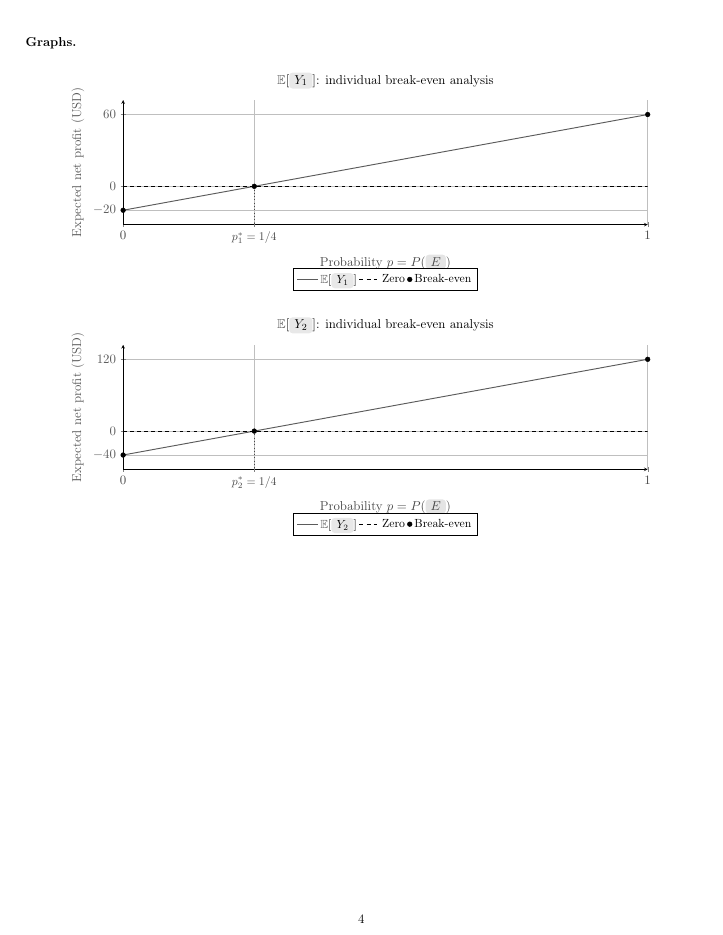 Graphs.
𝔼[ Y₁ ]: individual break-even analysis
Expected net profit (USD)
60
0
−20
0
p₁* = 1/4
1
Probability p = P( E )
𝔼[ Y₁ ] Zero Break-even
𝔼[ Y₂ ]: individual break-even analysis
Expected net profit (USD)
120
0
−40
0
p₂* = 1/4
1
Probability p = P( E )
𝔼[ Y₂ ] Zero Break-even
4